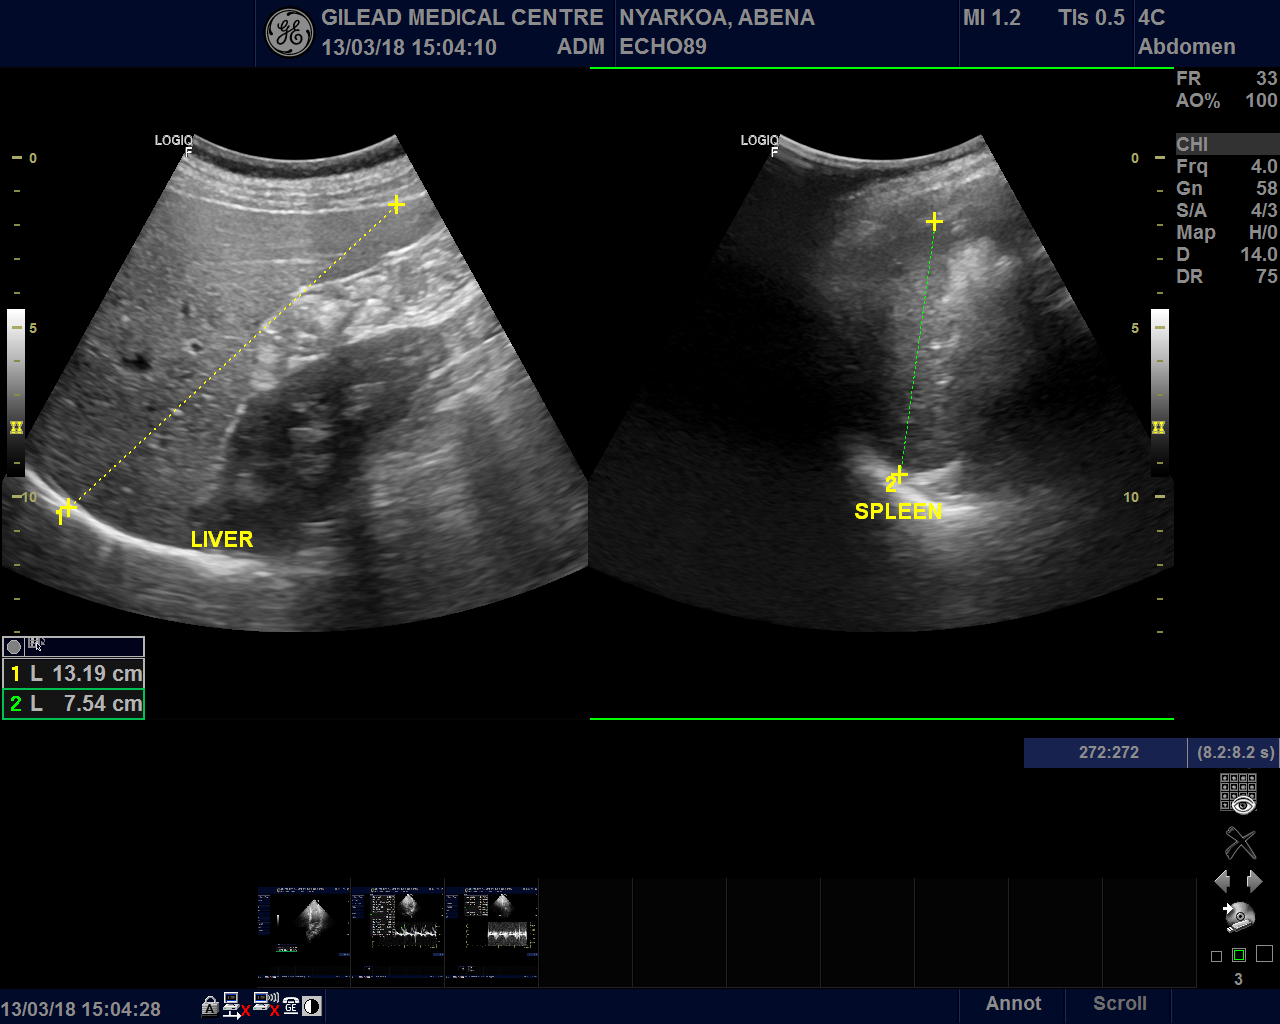 GILEAD MEDICAL CENTRE
13/03/18 15:04:10 ADM
NYARKOA, ABENA
ECHO89
MI 1.2 TIs 0.5
4C
Abdomen
FR 33
AO% 100
CHI
Frq 4.0
Gn 58
S/A 4/3
Map H/0
D 14.0
DR 75
LOGIQ
F
0
5
10
1
LIVER
LOGIQ
F
0
5
10
2
SPLEEN
1 L 13.19 cm
2 L 7.54 cm
272:272 (8.2:8.2 s)
3
13/03/18 15:04:28
A
GE
Annot
Scroll